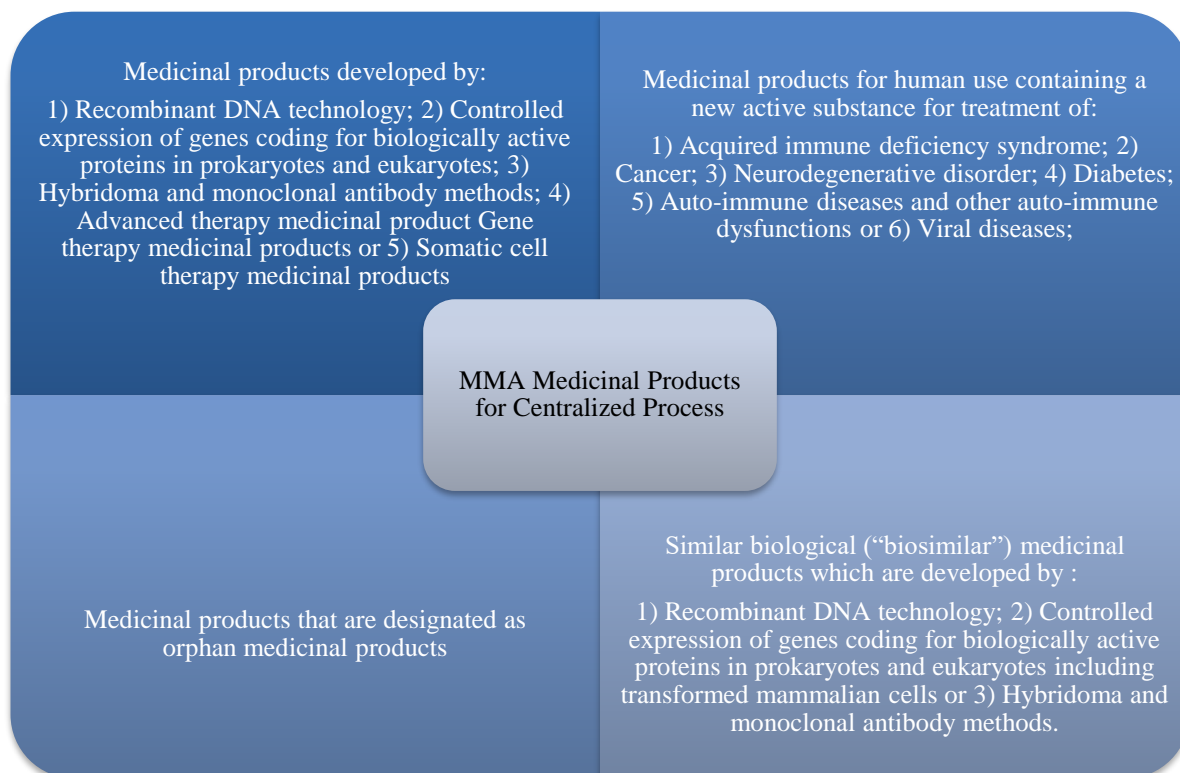 Medicinal products developed by:
1) Recombinant DNA technology; 2) Controlled
expression of genes coding for biologically active
proteins in prokaryotes and eukaryotes; 3)
Hybridoma and monoclonal antibody methods; 4)
Advanced therapy medicinal product Gene
therapy medicinal products or 5) Somatic cell
therapy medicinal products
Medicinal products for human use containing a
new active substance for treatment of:
1) Acquired immune deficiency syndrome; 2)
Cancer; 3) Neurodegenerative disorder; 4) Diabetes;
5) Auto-immune diseases and other auto-immune
dysfunctions or 6) Viral diseases;
MMA Medicinal Products
for Centralized Process
Medicinal products that are designated as
orphan medicinal products
Similar biological (“biosimilar”) medicinal
products which are developed by :
1) Recombinant DNA technology; 2) Controlled
expression of genes coding for biologically active
proteins in prokaryotes and eukaryotes including
transformed mammalian cells or 3) Hybridoma and
monoclonal antibody methods.